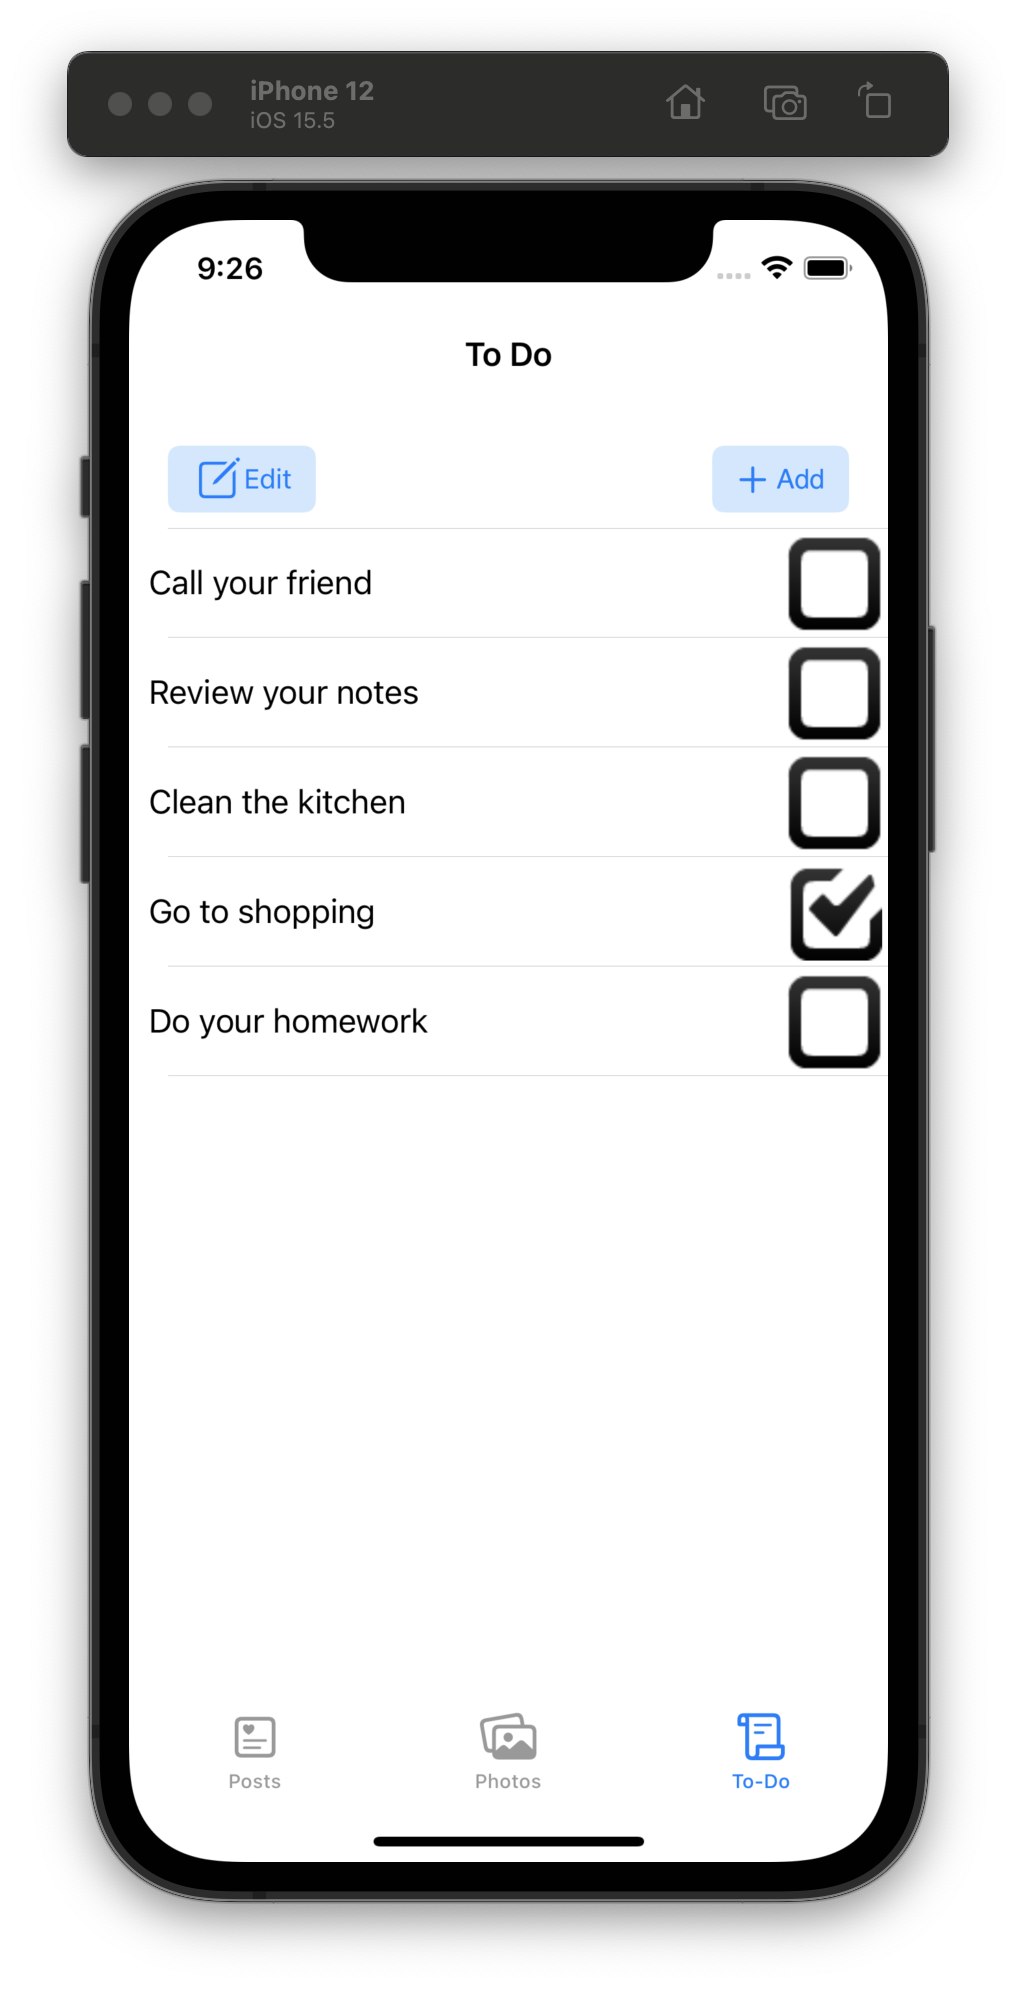 iPhone 12
iOS 15.5
9:26
To Do
Edit
Add
Call your friend
Review your notes
Clean the kitchen
Go to shopping
Do your homework
Posts
Photos
To-Do